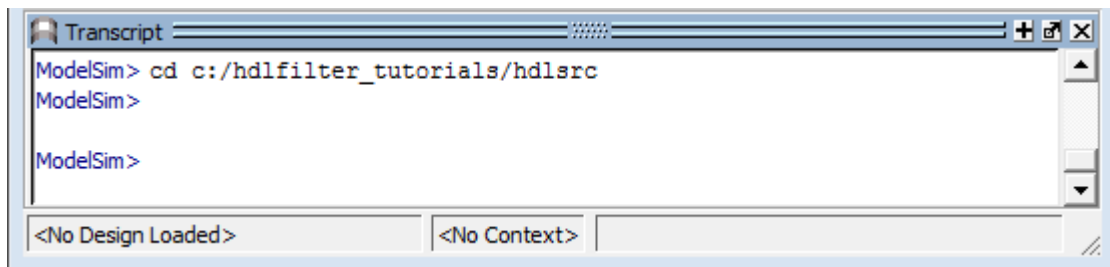 Transcript
ModelSim> cd c:/hdlfilter_tutorials/hdlsrc
ModelSim>
ModelSim>
<No Design Loaded> <No Context>